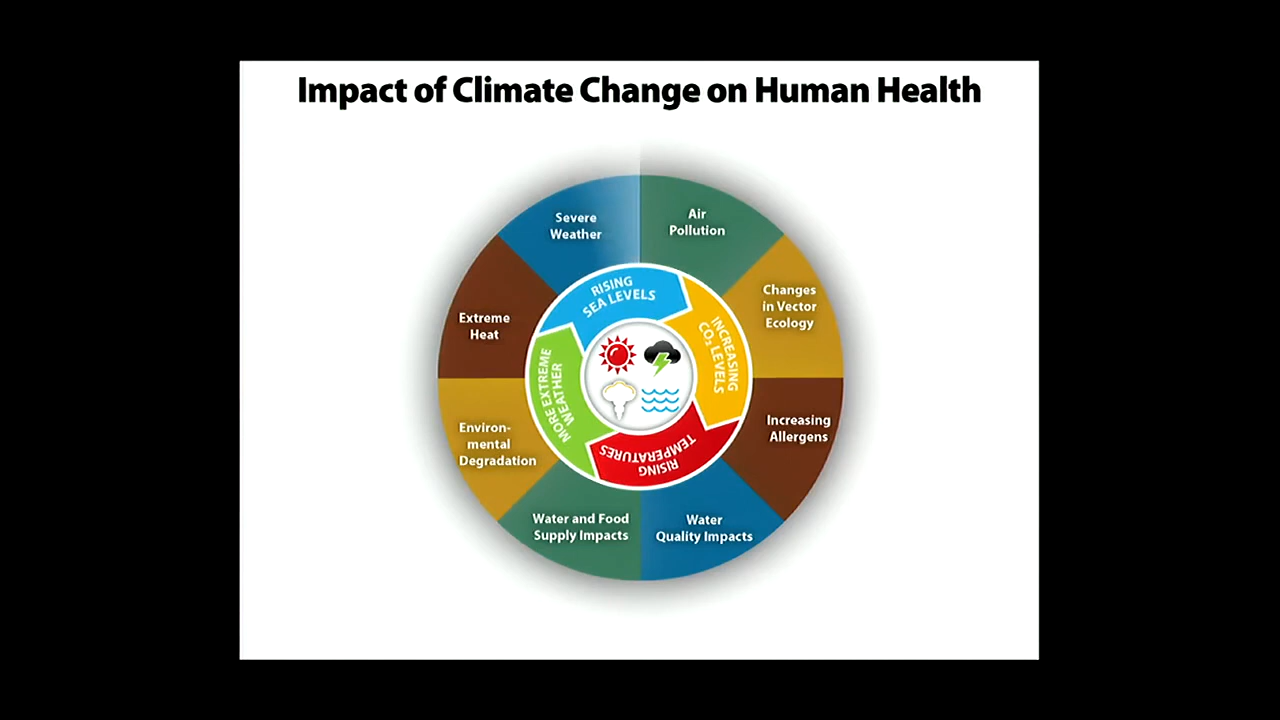 Impact of Climate Change on Human Health
Severe
Weather
Air
Pollution
Changes
in Vector
Ecology
Increasing
Allergens
Water
Quality Impacts
Water and Food
Supply Impacts
Environ-
mental
Degradation
Extreme
Heat
RISING
SEA LEVELS
INCREASING
CO₂ LEVELS
RISING
TEMPERATURES
MORE EXTREME
WEATHER